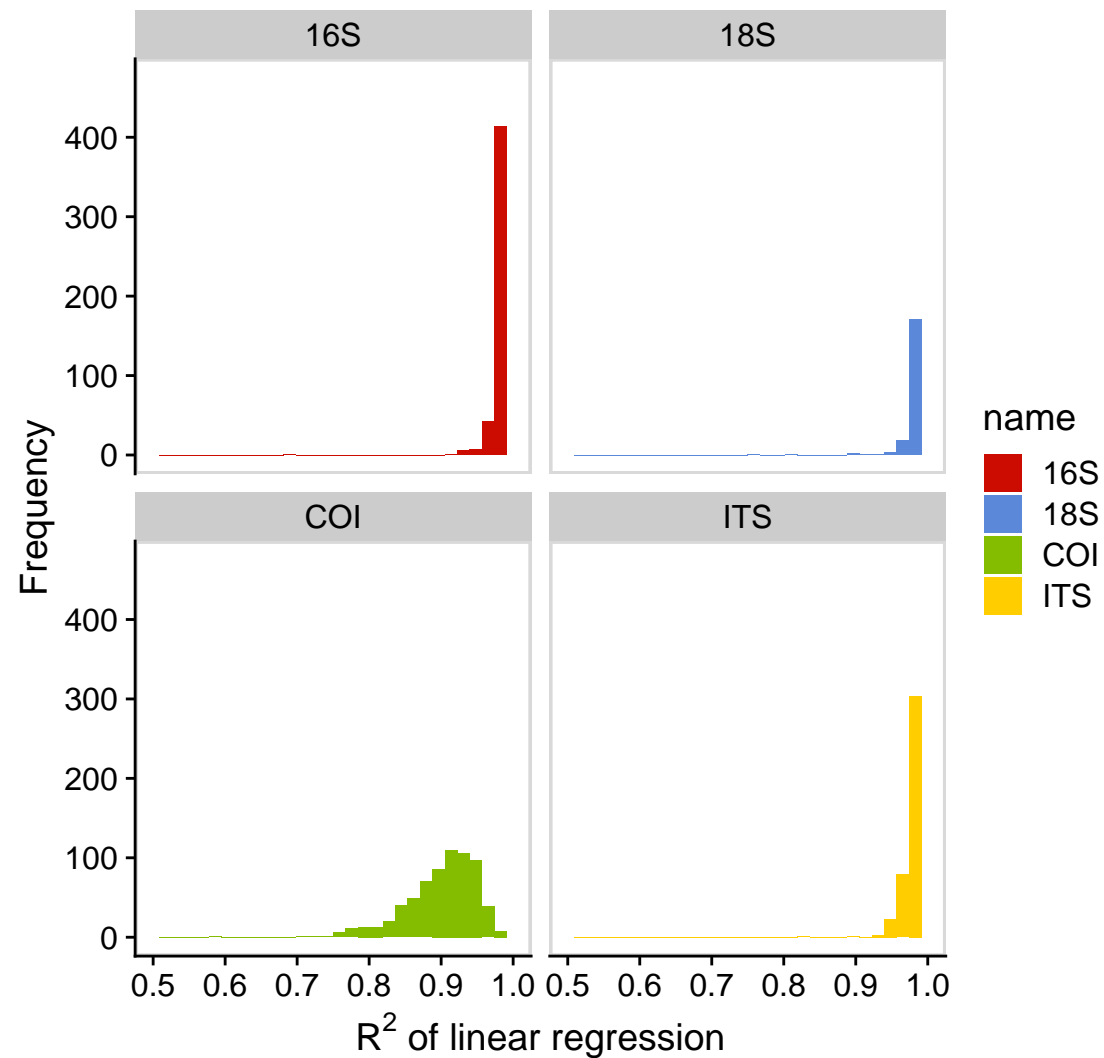 16S 18S
400
300
200
100
0
Frequency
COI ITS
400
300
200
100
0
0.5 0.6 0.7 0.8 0.9 1.0 0.5 0.6 0.7 0.8 0.9 1.0
R² of linear regression
name
16S
18S
COI
ITS